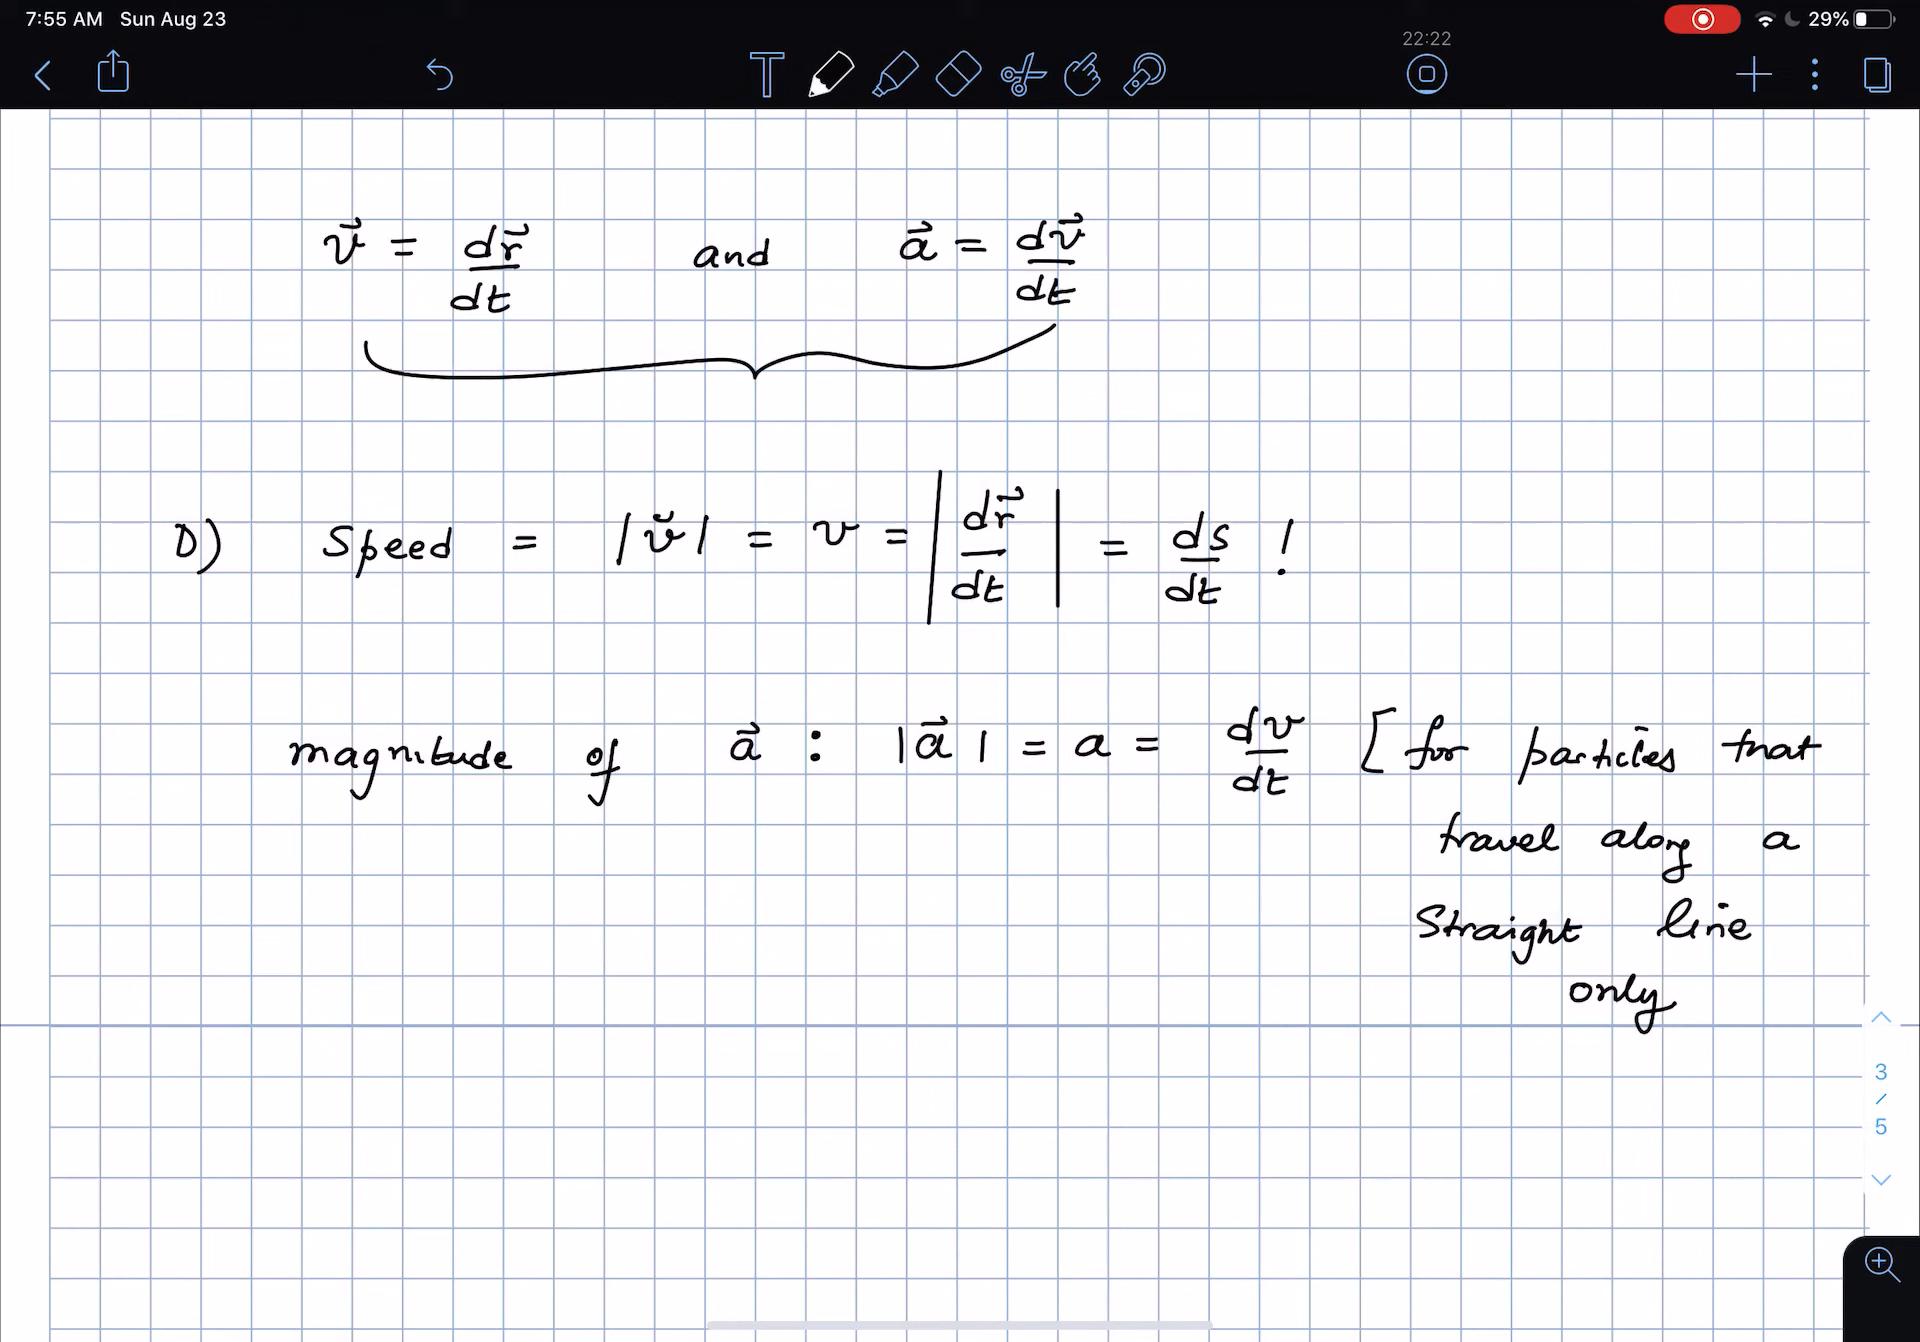 7:55 AM Sun Aug 23
29%
22:22
T
v⃗ = dr⃗/dt and a⃗ = dv⃗/dt
D) Speed = |v⃗| = v = |dr⃗/dt| = ds/dt !
magnitude of a⃗ : |a⃗| = a = dv/dt [for particles that
travel along a
straight line
only
3
/
5